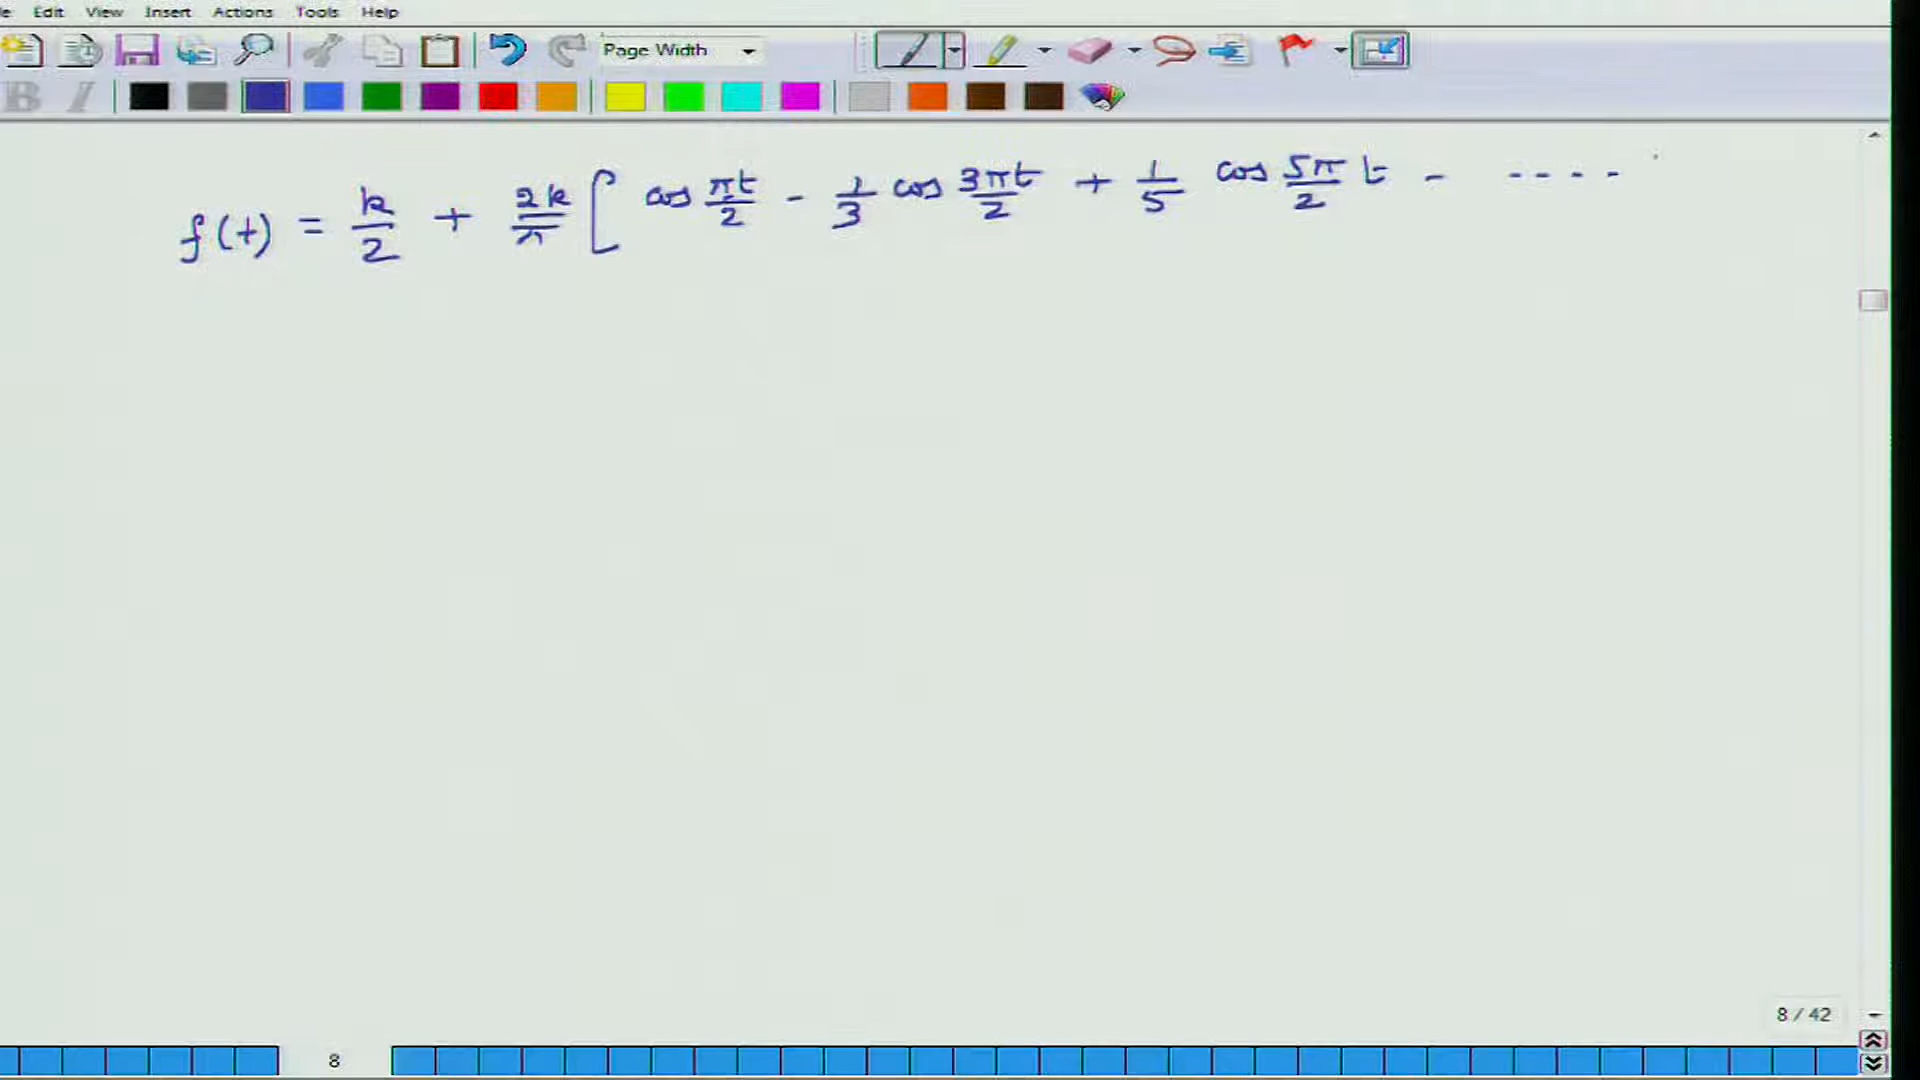 Edit View Insert Actions Tools Help
Page Width
B I
f(t) = k/2 + 2k/π [ cos πt/2 - 1/3 cos 3πt/2 + 1/5 cos 5π/2 t - ----
8 / 42
8